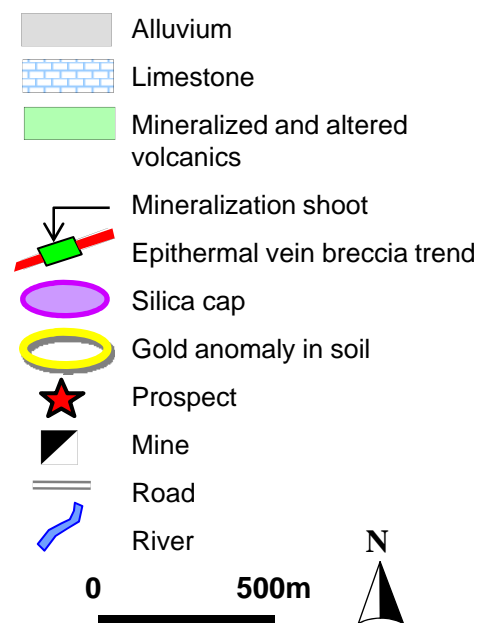 Alluvium
Limestone
Mineralized and altered
volcanics
Mineralization shoot
Epithermal vein breccia trend
Silica cap
Gold anomaly in soil
Prospect
Mine
Road
River
N
0 500m